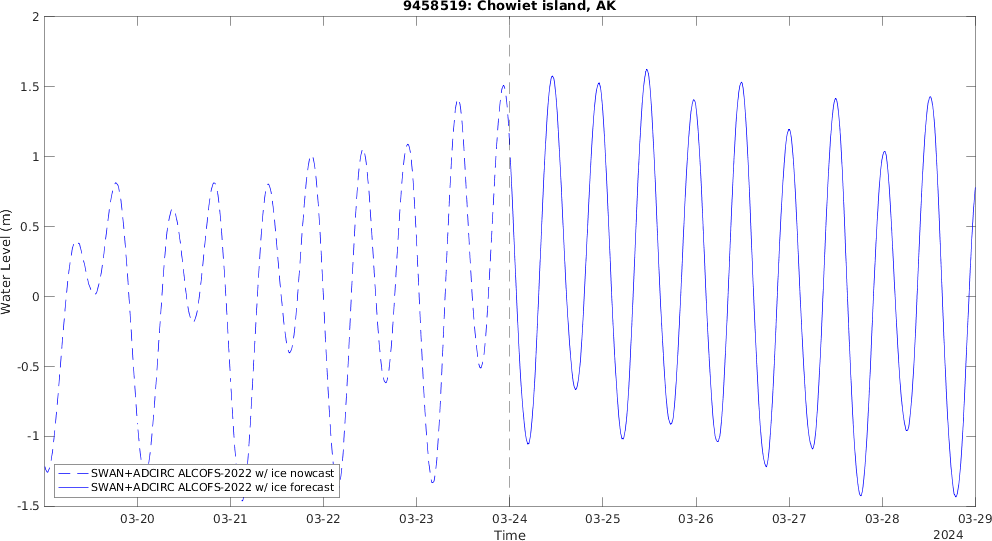 9458519: Chowiet island, AK
2
1.5
1
0.5
0
-0.5
-1
-1.5
Water Level (m)
SWAN+ADCIRC ALCOFS-2022 w/ ice nowcast
SWAN+ADCIRC ALCOFS-2022 w/ ice forecast
03-20 03-21 03-22 03-23 03-24 03-25 03-26 03-27 03-28 03-29
Time
2024